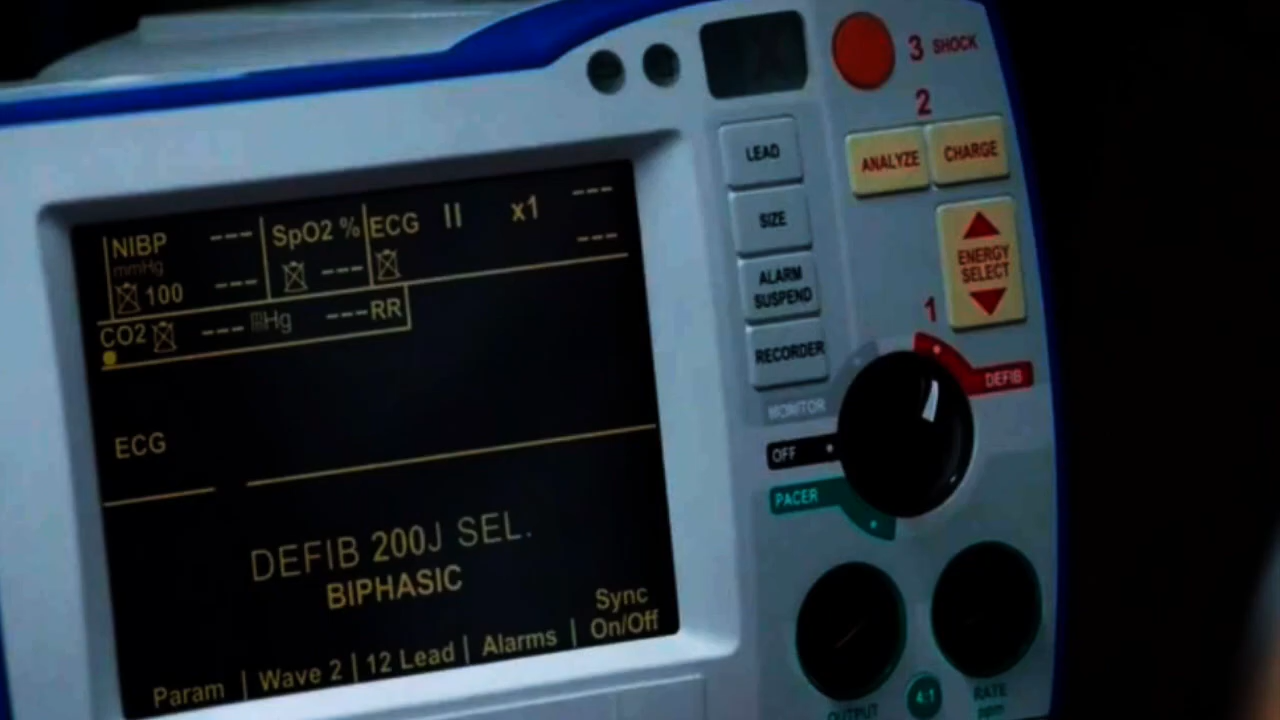 NIBP --- SpO2 % ECG II x1 ---
mmHg
100 --- --- ---
CO2 --- mmHg --- RR
ECG
DEFIB 200J SEL.
BIPHASIC
Param | Wave 2 | 12 Lead | Alarms | Sync On/Off
3 SHOCK
2
ANALYZE
CHARGE
LEAD
SIZE
ALARM
SUSPEND
RECORDER
ENERGY
SELECT
1
DEFIB
MONITOR
OFF
PACER
OUTPUT
4:1
RATE
ppm